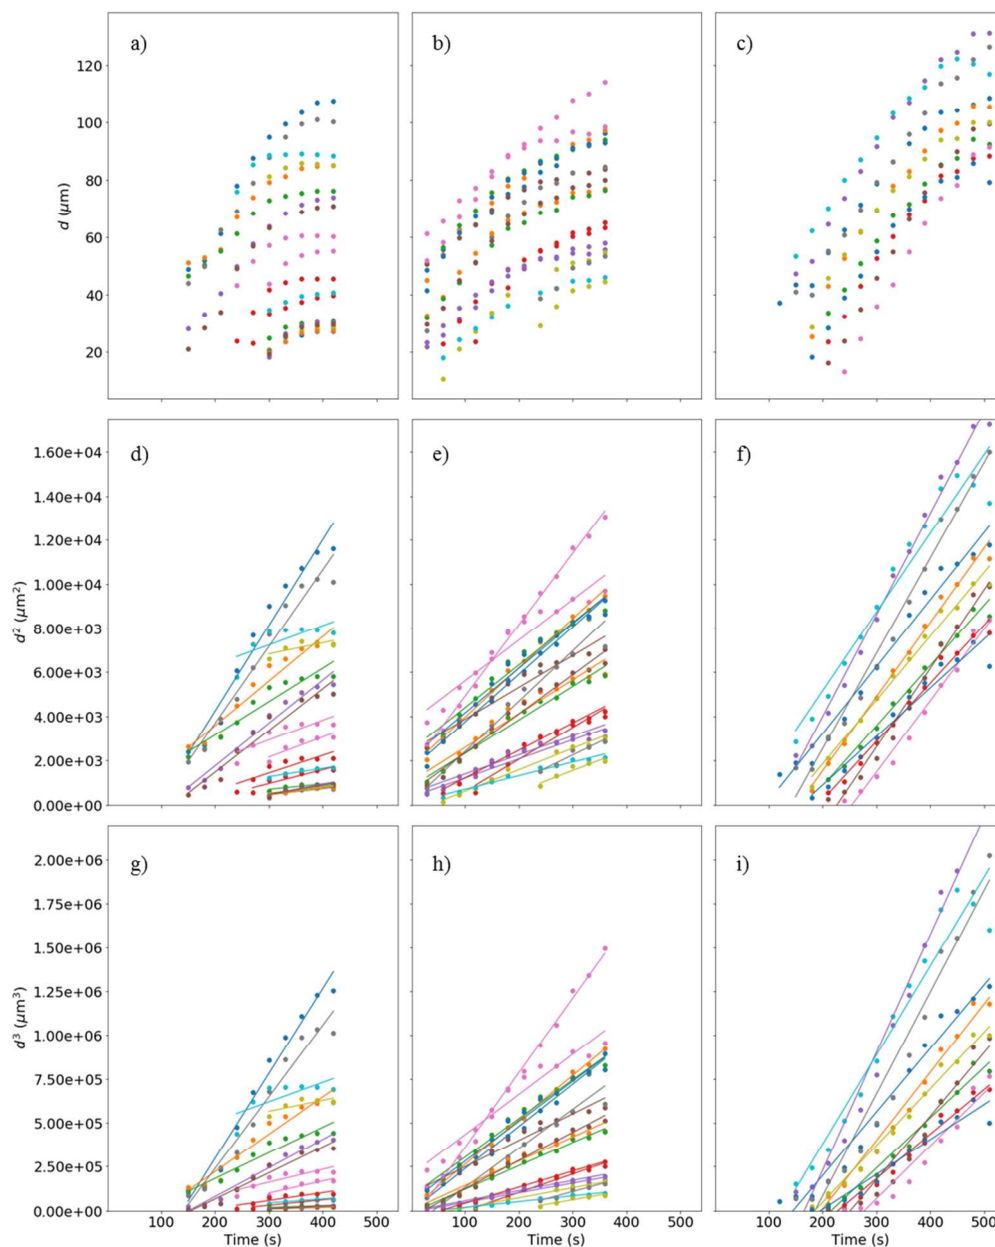 a)
b)
c)
120
100
80
60
40
20
d (μm)
d)
e)
f)
1.60e+04
1.40e+04
1.20e+04
1.00e+04
8.00e+03
6.00e+03
4.00e+03
2.00e+03
0.00e+00
d² (μm²)
g)
h)
i)
2.00e+06
1.75e+06
1.50e+06
1.25e+06
1.00e+06
7.50e+05
5.00e+05
2.50e+05
0.00e+00
d³ (μm³)
100 200 300 400 500
100 200 300 400 500
100 200 300 400 500
Time (s)
Time (s)
Time (s)